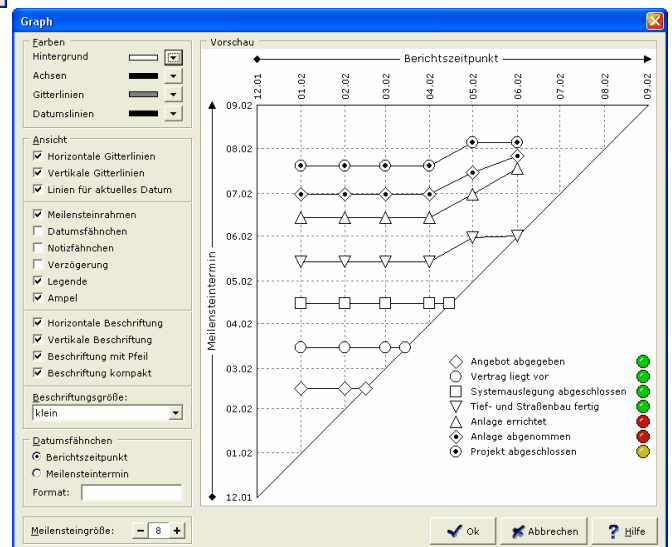 Graph
Farben
Hintergrund
Achsen
Gitterlinien
Datumslinien
Ansicht
Horizontale Gitterlinien
Vertikale Gitterlinien
Linien für aktuelles Datum
Meilensteinrahmen
Datumsfähnchen
Notizfähnchen
Verzögerung
Legende
Ampel
Horizontale Beschriftung
Vertikale Beschriftung
Beschriftung mit Pfeil
Beschriftung kompakt
Beschriftungsgröße:
klein
Datumsfähnchen
Berichtszeitpunkt
Meilensteintermin
Format:
Meilensteingröße: - 8 +
Vorschau
Berichtszeitpunkt
12.01 01.02 02.02 03.02 04.02 05.02 06.02 07.02 08.02 09.02
Meilensteintermin
09.02
08.02
07.02
06.02
05.02
04.02
03.02
02.02
01.02
12.01
Angebot abgegeben
Vertrag liegt vor
Systemauslegung abgeschlossen
Tief- und Straßenbau fertig
Anlage errichtet
Anlage abgenommen
Projekt abgeschlossen
Ok Abbrechen ? Hilfe